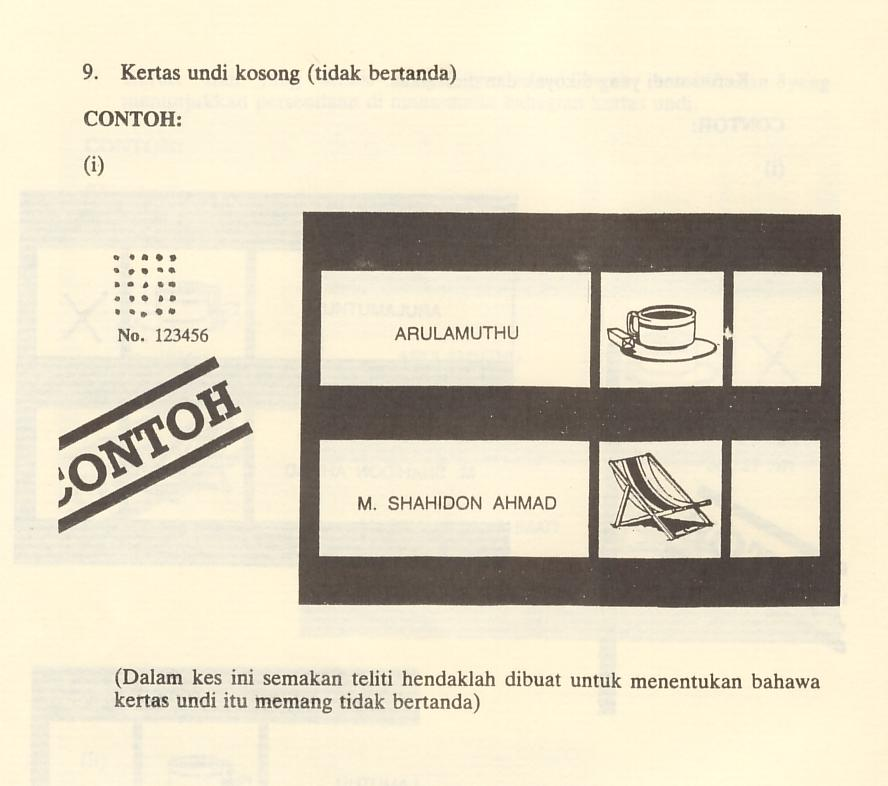 9. Kertas undi kosong (tidak bertanda)
CONTOH:
(i)
No. 123456
CONTOH
ARULAMUTHU
M. SHAHIDON AHMAD
(Dalam kes ini semakan teliti hendaklah dibuat untuk menentukan bahawa
kertas undi itu memang tidak bertanda)